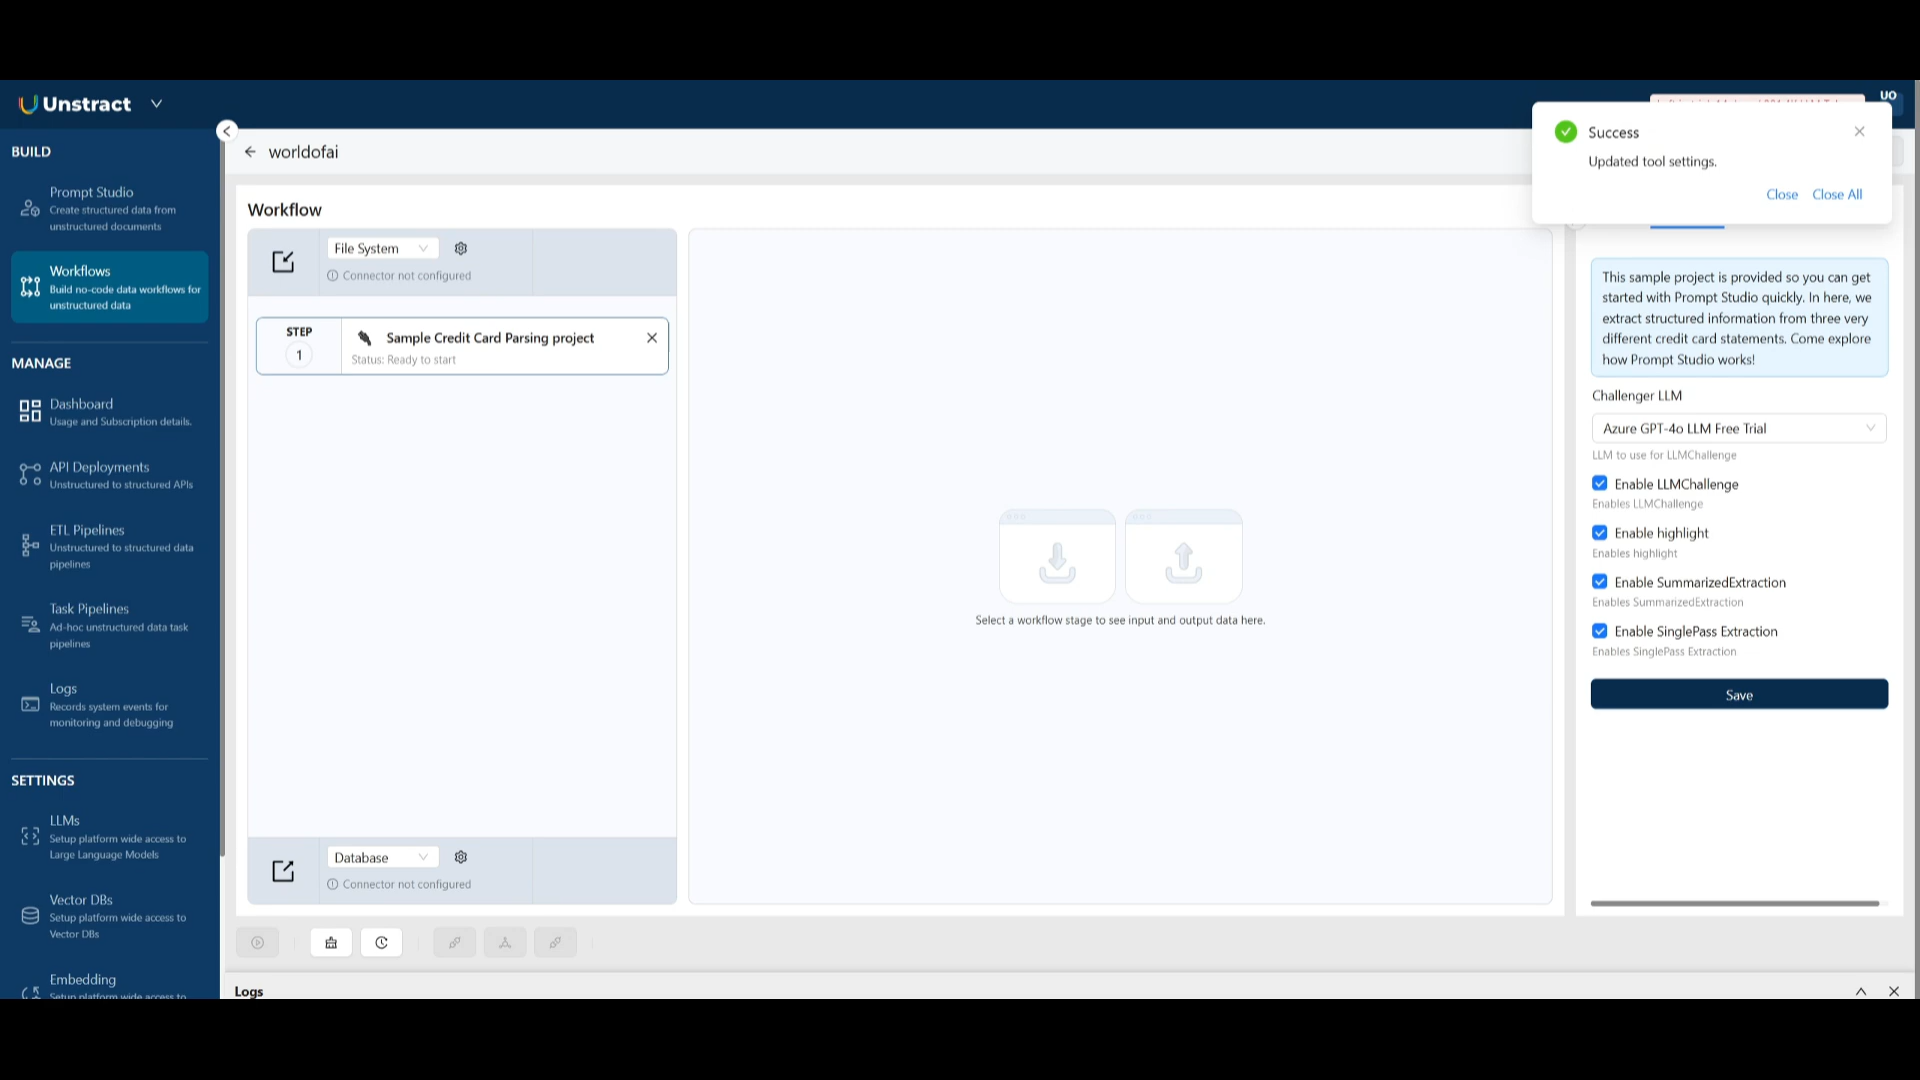 Unstract
UO
BUILD
Prompt Studio
Create structured data from
unstructured documents
Workflows
Build no-code data workflows for
unstructured data
MANAGE
Dashboard
Usage and Subscription details.
API Deployments
Unstructured to structured APIs
ETL Pipelines
Unstructured to structured data
pipelines
Task Pipelines
Ad-hoc unstructured data task
pipelines
Logs
Records system events for
monitoring and debugging
SETTINGS
LLMs
Setup platform wide access to
Large Language Models
Vector DBs
Setup platform wide access to
Vector DBs
Embedding
Setup platform wide access to
worldofai
Workflow
File System
Connector not configured
STEP
1
Sample Credit Card Parsing project
Status: Ready to start
Database
Connector not configured
Select a workflow stage to see input and output data here.
Success
Updated tool settings.
Close Close All
This sample project is provided so you can get
started with Prompt Studio quickly. In here, we
extract structured information from three very
different credit card statements. Come explore
how Prompt Studio works!
Challenger LLM
Azure GPT-4o LLM Free Trial
LLM to use for LLMChallenge
Enable LLMChallenge
Enables LLMChallenge
Enable highlight
Enables highlight
Enable SummarizedExtraction
Enables SummarizedExtraction
Enable SinglePass Extraction
Enables SinglePass Extraction
Save
Logs